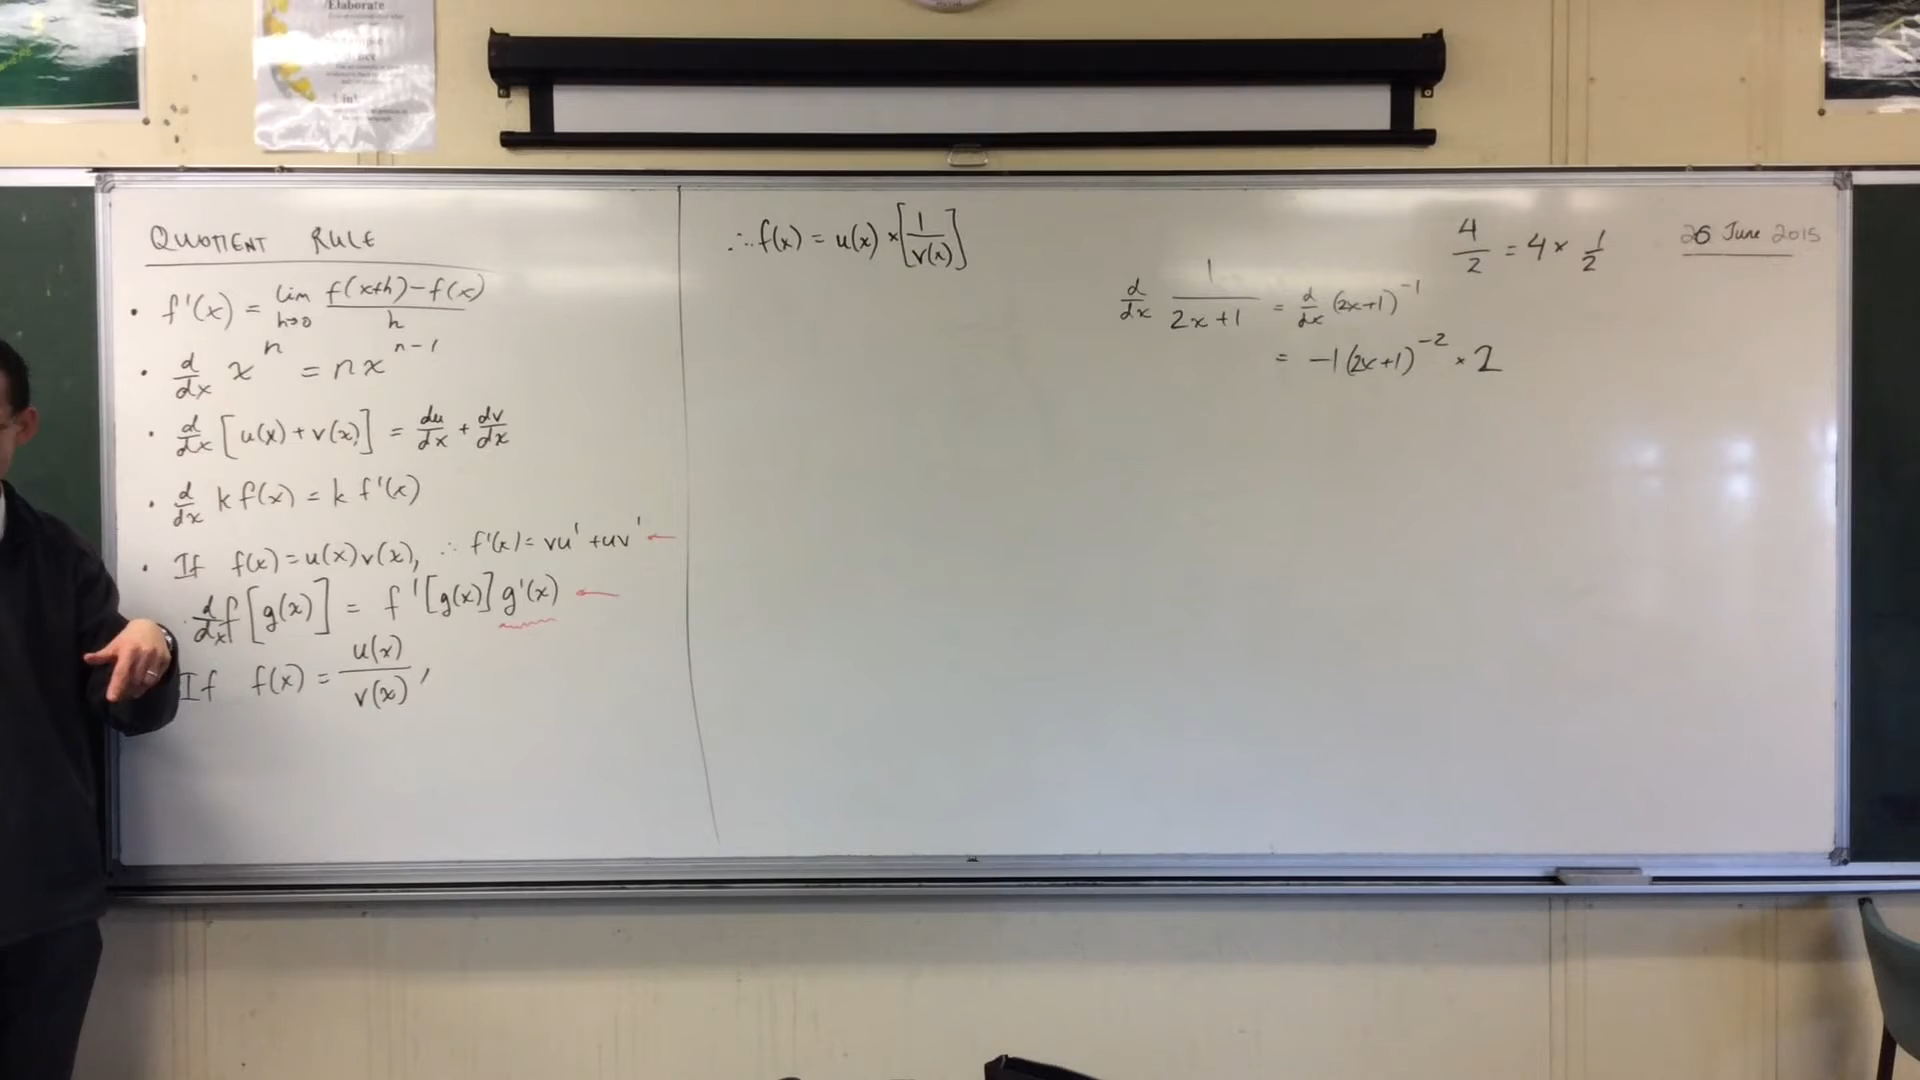 Elaborate
QUOTIENT RULE
• f'(x) = lim h→0 f(x+h)-f(x) / h
• d/dx x^n = nx^(n-1)
• d/dx [u(x) + v(x)] = du/dx + dv/dx
• d/dx k f(x) = k f'(x)
• If f(x) = u(x)v(x), ∴ f'(x) = vu' + uv' ←
• d/dx f[g(x)] = f'[g(x)] g'(x) ←
If f(x) = u(x)/v(x),
∴ f(x) = u(x) × [1/v(x)]
d/dx 1/(2x+1) = d/dx (2x+1)^-1
= -1(2x+1)^-2 × 2
4/2 = 4 × 1/2
26 June 2015